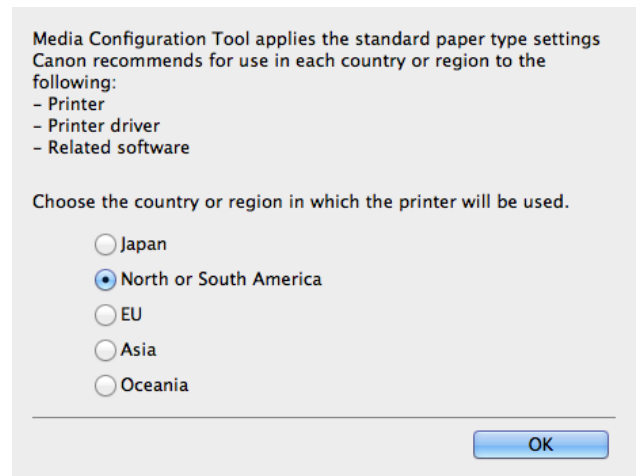 Media Configuration Tool applies the standard paper type settings
Canon recommends for use in each country or region to the
following:
– Printer
– Printer driver
– Related software
Choose the country or region in which the printer will be used.
Japan
North or South America
EU
Asia
Oceania
OK